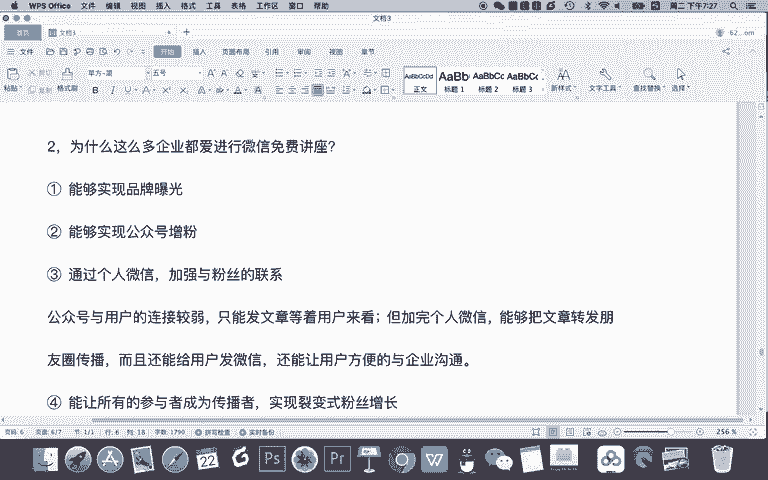 WPS Office 文件 编辑 视图 插入 格式 工具 表格 工作区 窗口 帮助
周二 下午7:27
文档3
首页 文档3
62...om
文件 开始 插入 页面布局 引用 审阅 视图 章节
粘贴 剪切 复制 格式刷 五号
AaBbCcDd AaBb AaBbCc AaBbCc
正文 标题 1 标题 2 标题 3 新样式 文字工具 查找替换 选择
2，为什么这么多企业都爱进行微信免费讲座？
① 能够实现品牌曝光
② 能够实现公众号增粉
③ 通过个人微信，加强与粉丝的联系
公众号与用户的连接较弱，只能发文章等着用户来看；但加完个人微信，能够把文章转发朋
友圈传播，而且还能给用户发微信，还能让用户方便的与企业沟通。
④ 能让所有的参与者成为传播者，实现裂变式粉丝增长
页码: 6 页面: 6/7 节: 1/1 行: 6 列: 18 字数: 1790 拼写检查 实时备份 256 %
22 Ps Pr W